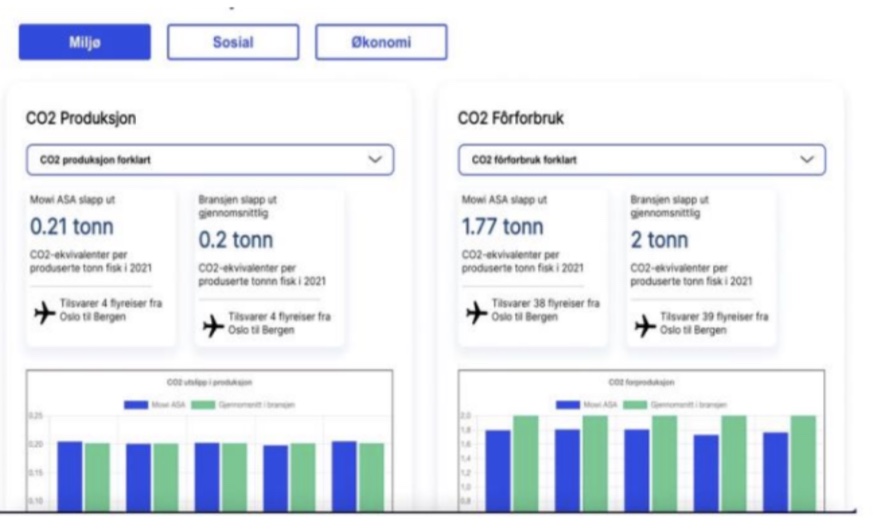 Miljø
Sosial
Økonomi
CO2 Produksjon
CO2 produksjon forklart
Mowi ASA slapp ut
0.21 tonn
CO2-ekvivalenter per
produserte tonn fisk i 2021
Tilsvarer 4 flyreiser fra
Oslo til Bergen
Bransjen slapp ut
gjennomsnittlig
0.2 tonn
CO2-ekvivalenter per
produserte tonnn fisk i 2021
Tilsvarer 4 flyreiser fra
Oslo til Bergen
CO2 utslipp i produksjon
Mowi ASA
Gjennomsnitt i bransjen
0,25
0,20
0,15
0,10
CO2 Fôrforbruk
CO2 fôrforbruk forklart
Mowi ASA slapp ut
1.77 tonn
CO2-ekvivalenter per
produserte tonn fisk i 2021
Tilsvarer 38 flyreiser fra
Oslo til Bergen
Bransjen slapp ut
gjennomsnittlig
2 tonn
CO2-ekvivalenter per
produserte tonn fisk i 2021
Tilsvarer 39 flyreiser fra
Oslo til Bergen
CO2 forproduksjon
Mowi ASA
Gjennomsnitt i bransjen
2,0
1,8
1,6
1,4
1,2
1,0
0,8